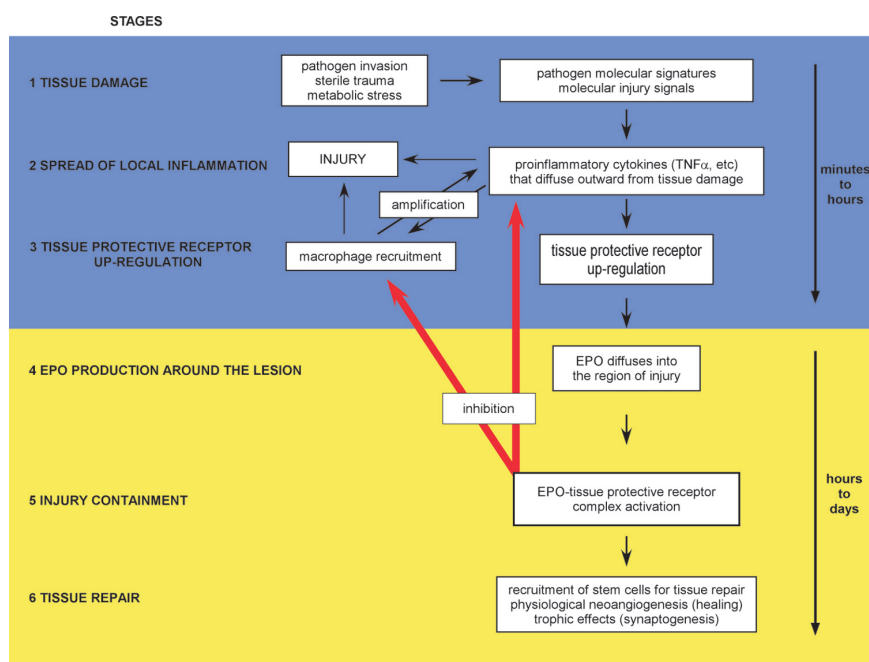 STAGES
1 TISSUE DAMAGE
pathogen invasion
sterile trauma
metabolic stress
pathogen molecular signatures
molecular injury signals
2 SPREAD OF LOCAL INFLAMMATION
INJURY
proinflammatory cytokines (TNFα, etc)
that diffuse outward from tissue damage
minutes
to
hours
amplification
3 TISSUE PROTECTIVE RECEPTOR
UP-REGULATION
macrophage recruitment
tissue protective receptor
up-regulation
4 EPO PRODUCTION AROUND THE LESION
EPO diffuses into
the region of injury
inhibition
5 INJURY CONTAINMENT
EPO-tissue protective receptor
complex activation
hours
to
days
6 TISSUE REPAIR
recruitment of stem cells for tissue repair
physiological neoangiogenesis (healing)
trophic effects (synaptogenesis)